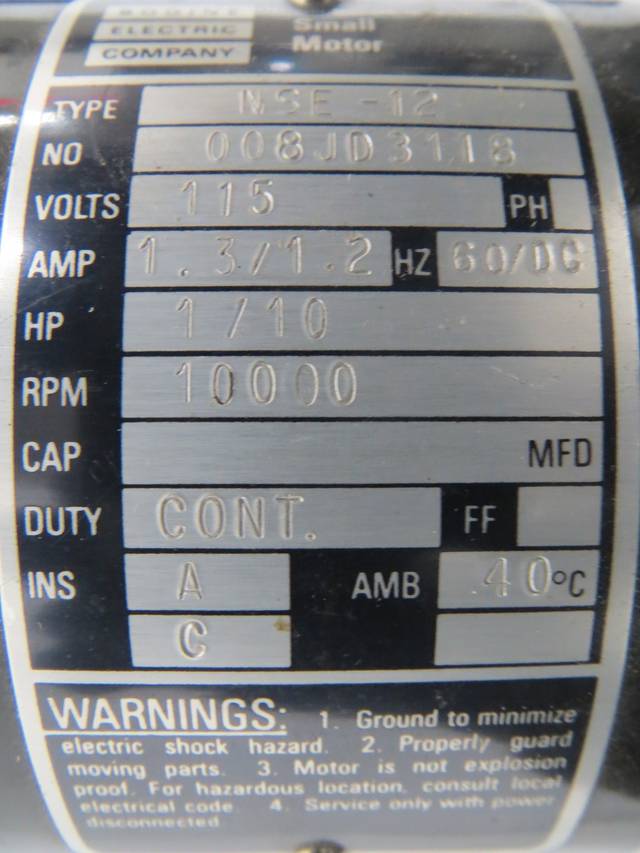 BODINE Small
ELECTRIC Motor
COMPANY
TYPE NSE-12
NO 008JD3118
VOLTS 115 PH
AMP 1.3/1.2 HZ 60/DC
HP 1/10
RPM 10000
CAP MFD
DUTY CONT. FF
INS A AMB 40°C
C
WARNINGS: 1. Ground to minimize
electric shock hazard. 2. Properly guard
moving parts. 3. Motor is not explosion
proof. For hazardous location, consult local
electrical code. 4. Service only with power
disconnected.